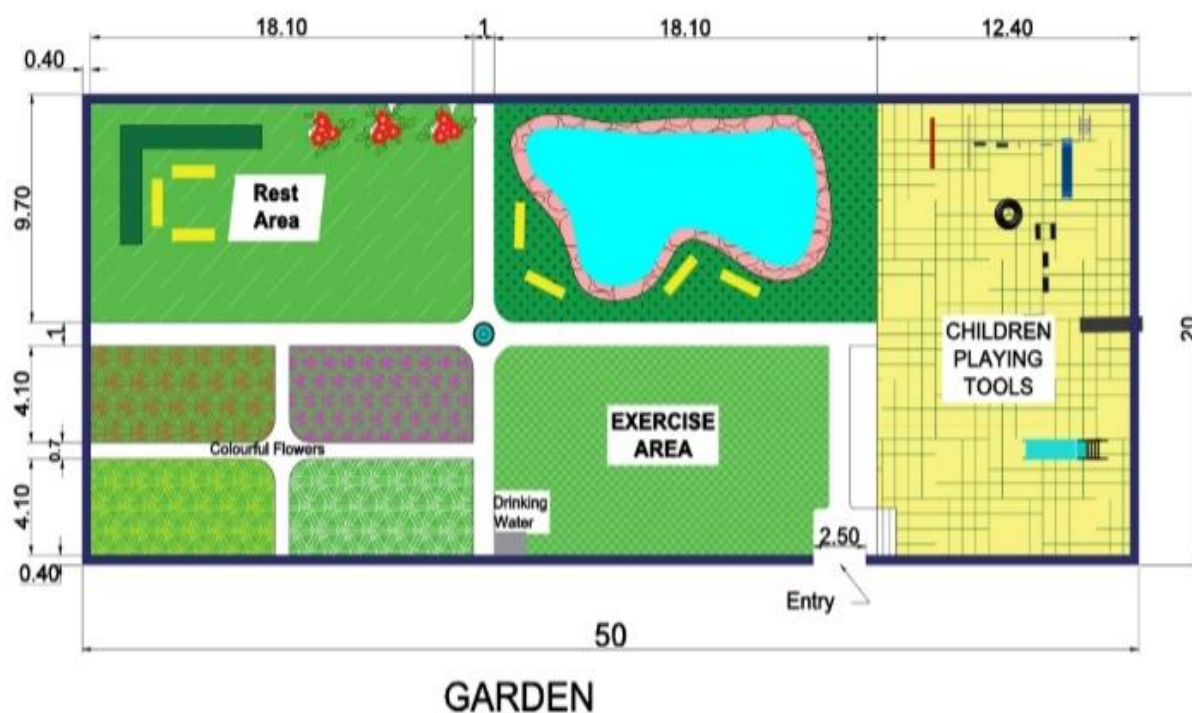 18.10
1
18.10
12.40
0.40
9.70
Rest
Area
1
20
CHILDREN
PLAYING
TOOLS
4.10
EXERCISE
AREA
Colourful Flowers
0.7
4.10
Drinking
Water
2.50
0.40
Entry
50
GARDEN